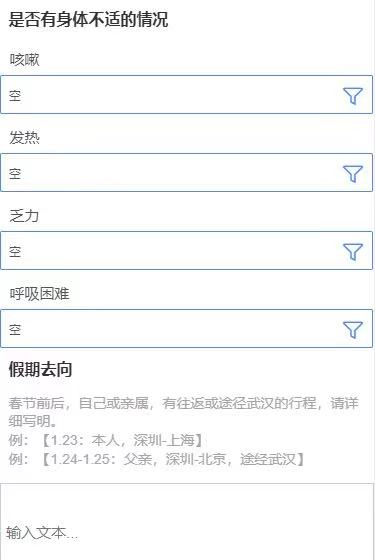 是否有身体不适的情况
咳嗽
空
发热
空
乏力
空
呼吸困难
空
假期去向
春节前后，自己或亲属，有往返或途径武汉的行程，请详
细写明。
例：【1.23：本人，深圳-上海】
例：【1.24-1.25：父亲，深圳-北京，途经武汉】
输入文本...